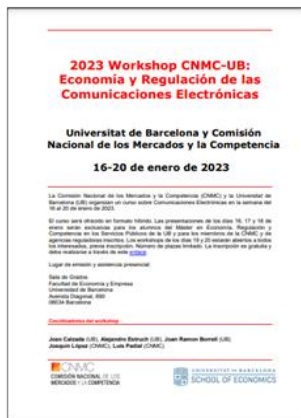 2023 Workshop CNMC-UB:
Economía y Regulación de las
Comunicaciones Electrónicas
Universitat de Barcelona y Comisión
Nacional de los Mercados y la Competencia
16-20 de enero de 2023
La Comisión Nacional de los Mercados y la Competencia (CNMC) y la Universitat de
Barcelona (UB) organizan un curso sobre Comunicaciones Electrónicas en la semana del
16 al 20 de enero de 2023.
El curso será ofrecido en formato híbrido. Las presentaciones de los días 16, 17 y 18 de
enero serán exclusivas para los alumnos del Máster en Economía, Regulación y
Competencia en los Servicios Públicos de la UB y para los miembros de la CNMC y de
agencias reguladoras inscritos. Los workshops de los días 19 y 20 estarán abiertos a todos
los interesados, previa inscripción. Número de plazas limitado. La inscripción es gratuita y
debe realizarse a través de este enlace.
Lugar de emisión y asistencia presencial:
Sala de Grados
Facultad de Economía y Empresa
Universidad de Barcelona
Avenida Diagonal, 690
08034 Barcelona
Coordinadores del workshop:
Joan Calzada (UB), Alejandro Estruch (UB), Joan Ramon Borrell (UB)
Joaquín López (CNMC), Luis Padial (CNMC)
CNMC
COMISIÓN NACIONAL DE LOS
MERCADOS Y LA COMPETENCIA
UNIVERSITAT DE BARCELONA
SCHOOL OF ECONOMICS